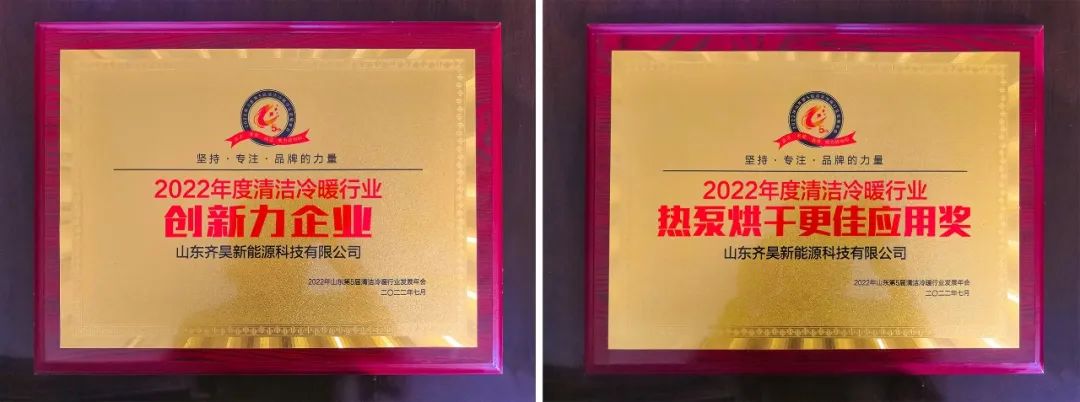 坚持·专注·品牌的力量
2022年度清洁冷暖行业
创新力企业
山东齐昊新能源科技有限公司
2022年山东第5届清洁冷暖行业发展年会
二〇二二年七月
坚持·专注·品牌的力量
2022年度清洁冷暖行业
热泵烘干更佳应用奖
山东齐昊新能源科技有限公司
2022年山东第5届清洁冷暖行业发展年会
二〇二二年七月